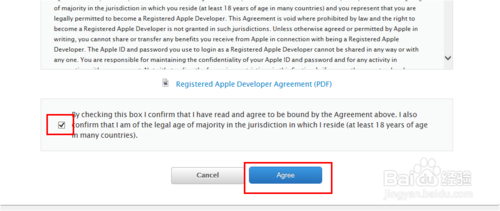 of majority in the jurisdiction in which you reside (at least 18 years of age in many countries) and you represent that you are
legally permitted to become a Registered Apple Developer. This Agreement is void where prohibited by law and the right to
become a Registered Apple Developer is not granted in such jurisdictions. Unless otherwise agreed or permitted by Apple in
writing, you cannot share or transfer any benefits you receive from Apple in connection with being a Registered Apple
Developer. The Apple ID and password you use to login as a Registered Apple Developer cannot be shared in any way or with
any one. You are responsible for maintaining the confidentiality of your Apple ID and password and for any activity in
Registered Apple Developer Agreement (PDF)
By checking this box I confirm that I have read and agree to be bound by the Agreement above. I also
confirm that I am of the legal age of majority in the jurisdiction in which I reside (at least 18 years of age
in many countries).
Cancel
Agree
Baidu经验
jingyan.baidu.com